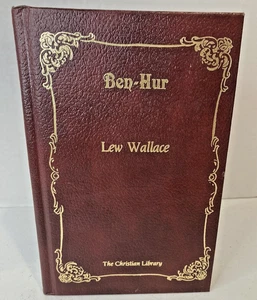 Ben-Hur
Lew Wallace
The Christian Library